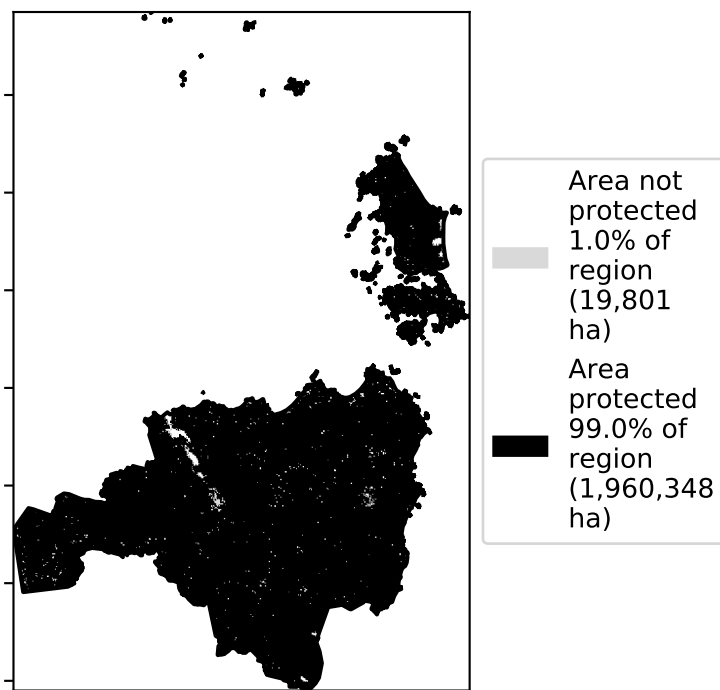 Area not
protected
1.0% of
region
(19,801
ha)
Area
protected
99.0% of
region
(1,960,348
ha)